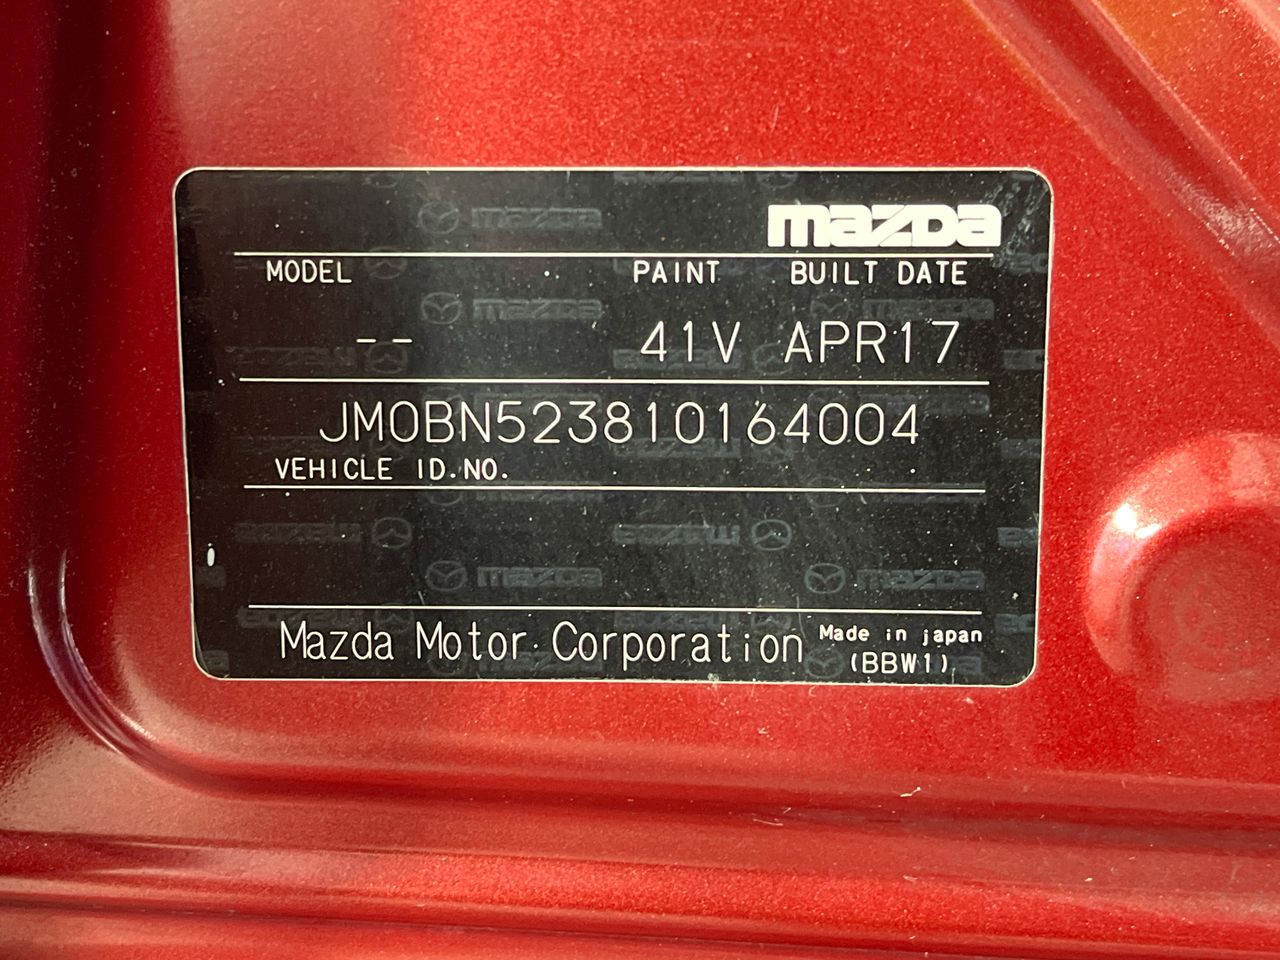 mazda
MODEL PAINT BUILT DATE
-- 41V APR17
JM0BN523810164004
VEHICLE ID.NO.
Mazda Motor Corporation Made in japan
(BBW1)